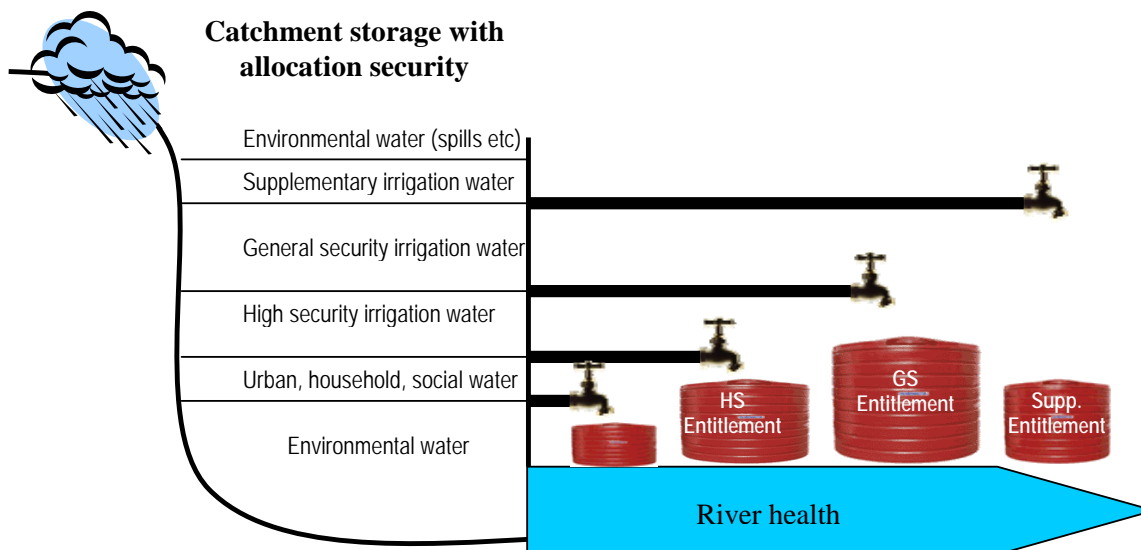 Catchment storage with
allocation security
Environmental water (spills etc)
Supplementary irrigation water
General security irrigation water
High security irrigation water
Urban, household, social water
Environmental water
HS
Entitlement
GS
Entitlement
Supp.
Entitlement
River health